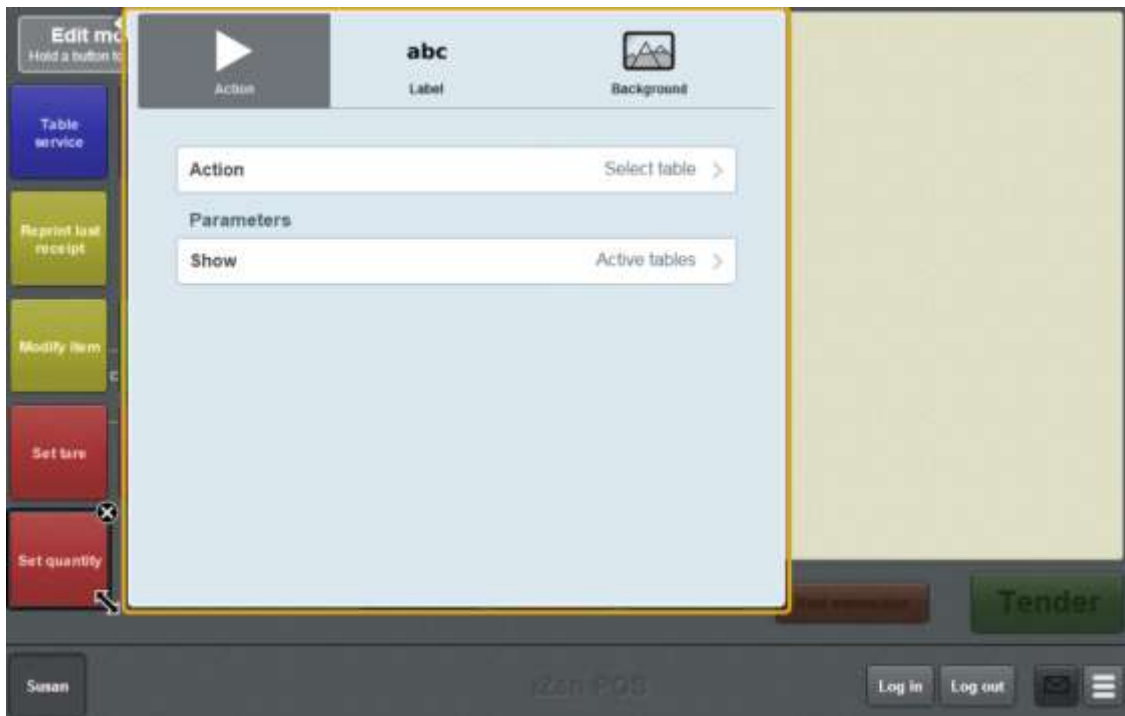 Edit mo
Hold a button to
abc
Action
Label
Background
Table
service
Action
Select table
Parameters
Reprint last
receipt
Show
Active tables
Modify item
Set tare
Set quantity
Tender
Susan
Log in
Log out